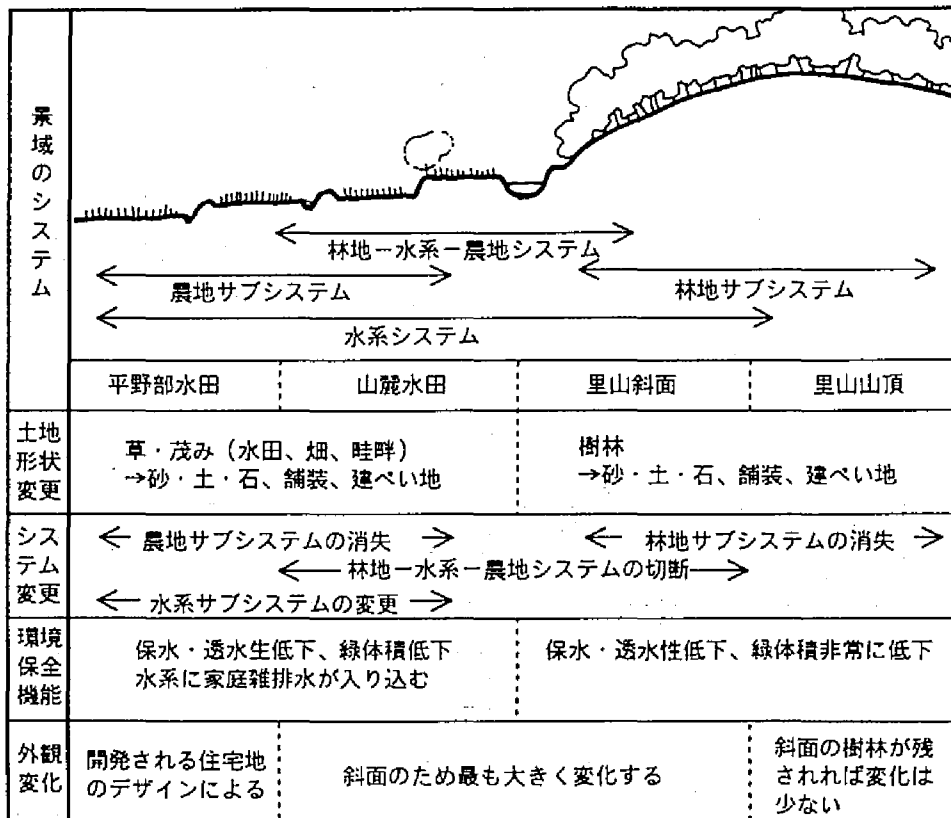 景域のシステム
林地－水系－農地システム
農地サブシステム
林地サブシステム
水系システム
平野部水田
山麓水田
里山斜面
里山山頂
土地
形状
変更
草・茂み（水田、畑、畦畔）
→砂・土・石、舗装、建ぺい地
樹林
→砂・土・石、舗装、建ぺい地
シス
テム
変更
農地サブシステムの消失
林地サブシステムの消失
林地－水系－農地システムの切断
水系サブシステムの変更
環境
保全
機能
保水・透水生低下、緑体積低下
水系に家庭雑排水が入り込む
保水・透水性低下、緑体積非常に低下
外観
変化
開発される住宅地
のデザインによる
斜面のため最も大きく変化する
斜面の樹林が残
されれば変化は
少ない